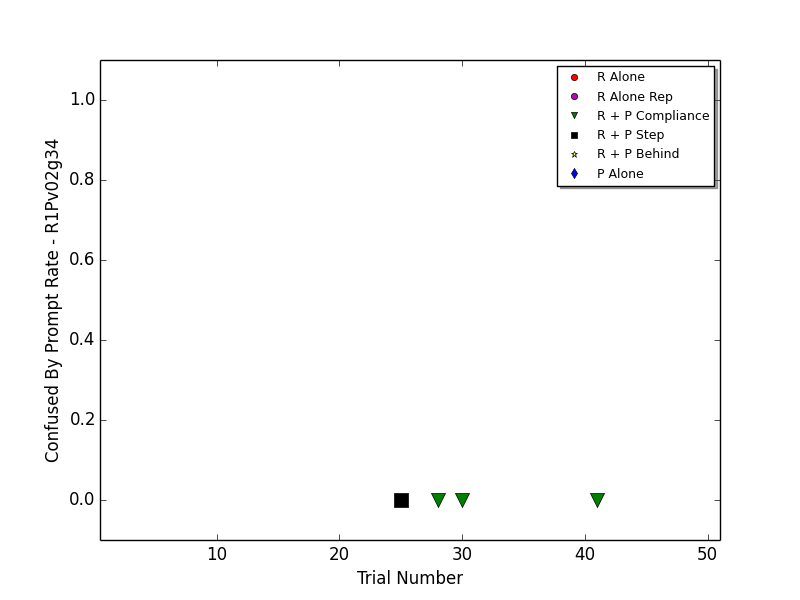 R Alone
R Alone Rep
R + P Compliance
R + P Step
R + P Behind
P Alone
1.0
0.8
0.6
0.4
0.2
0.0
Confused By Prompt Rate - R1Pv02g34
10 20 30 40 50
Trial Number